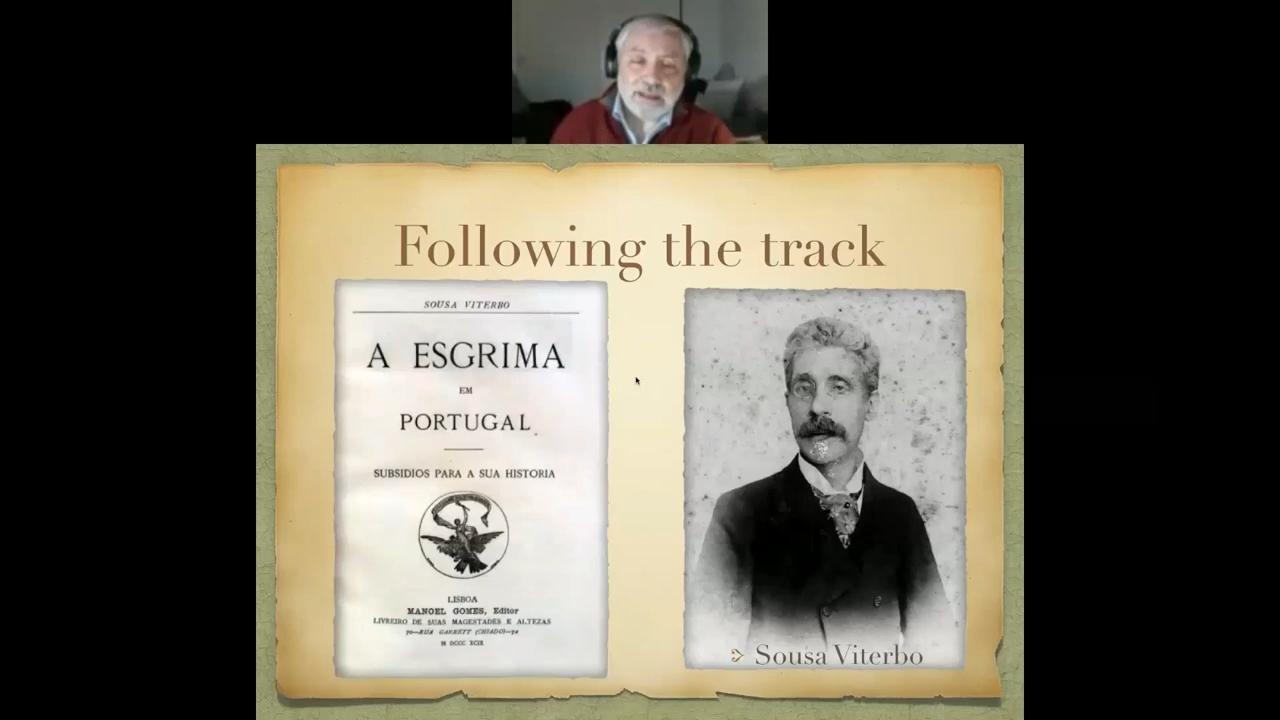 Following the track
SOUSA VITERBO
A ESGRIMA
EM
PORTUGAL
SUBSIDIOS PARA A SUA HISTORIA
LISBOA
MANOEL GOMES, Editor
LIVREIRO DE SUAS MAGESTADES E ALTEZAS
70—RUA GARRETT (CHIADO)—72
M DCCC XCIX
Sousa Viterbo